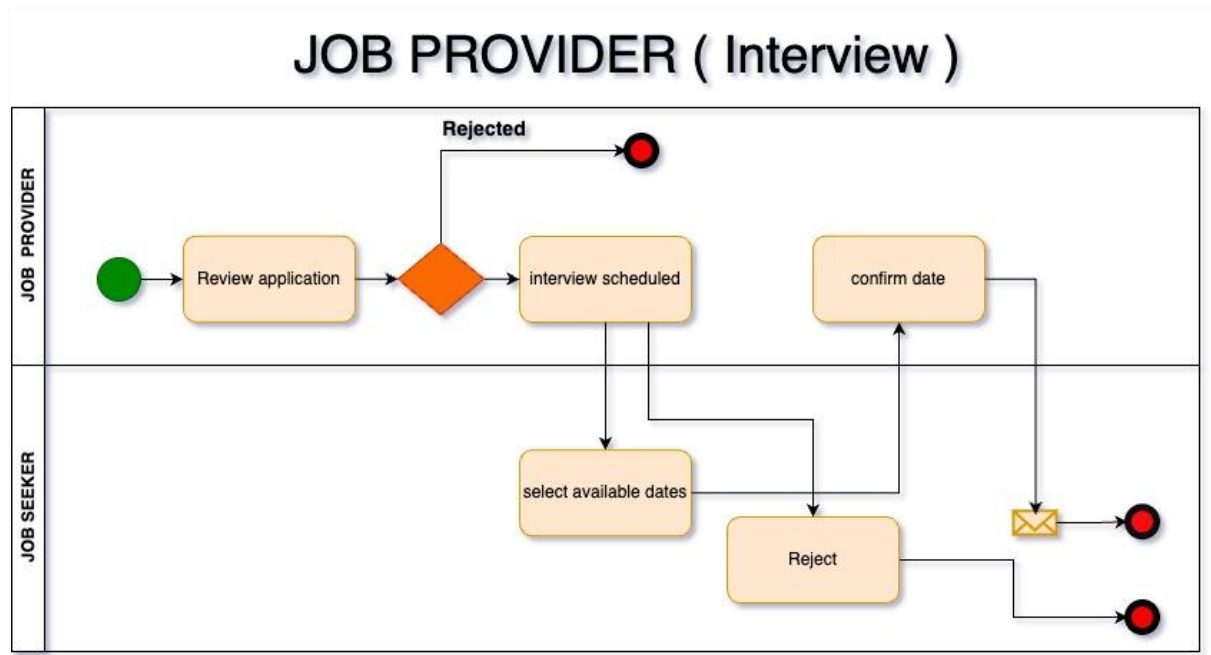 JOB PROVIDER ( Interview )
JOB PROVIDER
Rejected
Review application
interview scheduled
confirm date
JOB SEEKER
select available dates
Reject